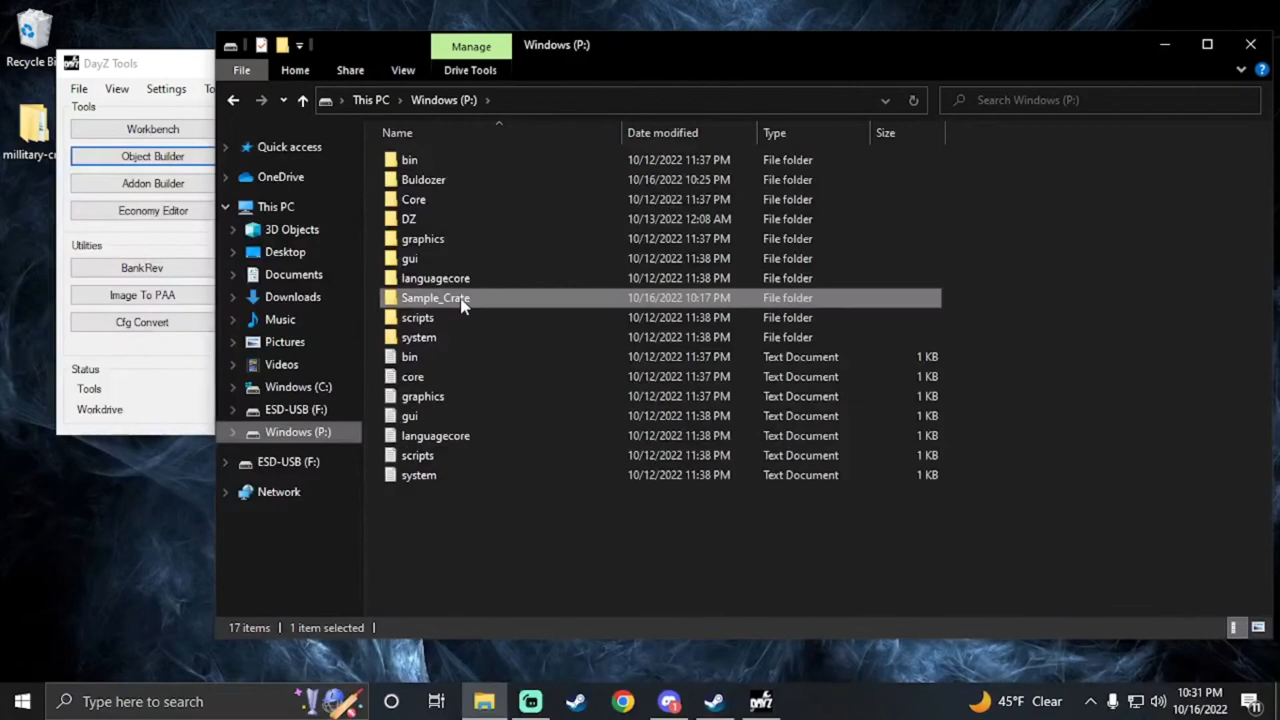 Recycle Bi
millitary-cr
DayZ Tools
File View Settings To
Tools
Workbench
Object Builder
Addon Builder
Economy Editor
Utilities
BankRev
Image To PAA
Cfg Convert
Status
Tools
Workdrive
Manage Windows (P:)
File Home Share View Drive Tools
This PC Windows (P:)
Search Windows (P:)
Quick access
OneDrive
This PC
3D Objects
Desktop
Documents
Downloads
Music
Pictures
Videos
Windows (C:)
ESD-USB (F:)
Windows (P:)
ESD-USB (F:)
Network
Name Date modified Type Size
bin 10/12/2022 11:37 PM File folder
Buldozer 10/16/2022 10:25 PM File folder
Core 10/12/2022 11:37 PM File folder
DZ 10/13/2022 12:08 AM File folder
graphics 10/12/2022 11:37 PM File folder
gui 10/12/2022 11:38 PM File folder
languagecore 10/12/2022 11:38 PM File folder
Sample_Crate 10/16/2022 10:17 PM File folder
scripts 10/12/2022 11:38 PM File folder
system 10/12/2022 11:38 PM File folder
bin 10/12/2022 11:37 PM Text Document 1 KB
core 10/12/2022 11:37 PM Text Document 1 KB
graphics 10/12/2022 11:37 PM Text Document 1 KB
gui 10/12/2022 11:38 PM Text Document 1 KB
languagecore 10/12/2022 11:38 PM Text Document 1 KB
scripts 10/12/2022 11:38 PM Text Document 1 KB
system 10/12/2022 11:38 PM Text Document 1 KB
17 items 1 item selected
Type here to search
DAYZ
45°F Clear
10:31 PM
10/16/2022
11